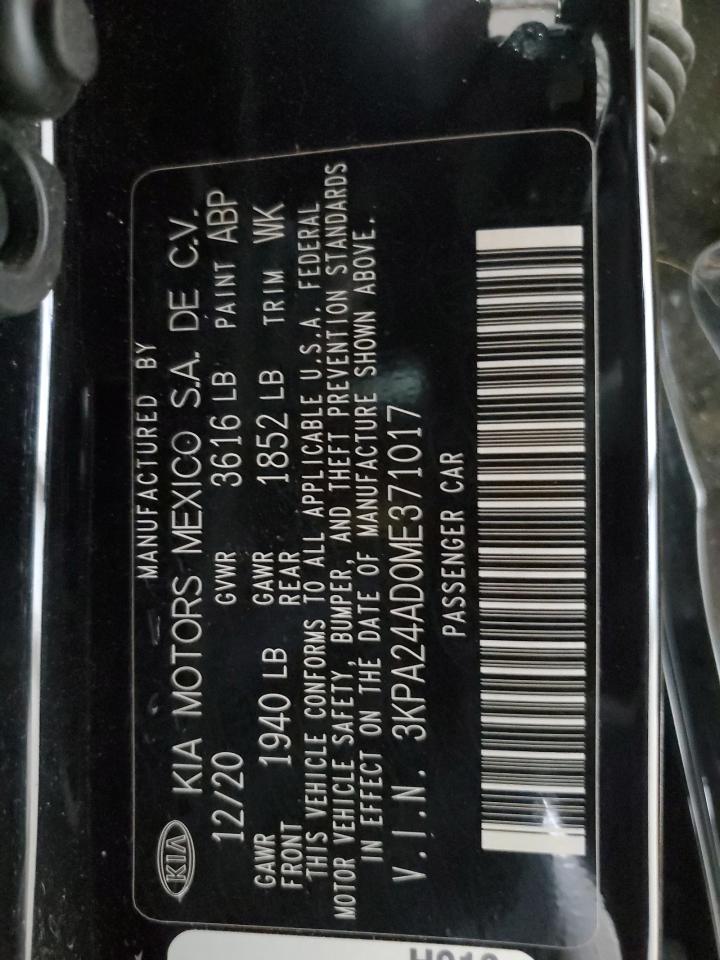 MANUFACTURED BY
KIA KIA MOTORS MEXICO S.A. DE C.V.
12/20 GVWR 3616 LB PAINT ABP
GAWR FRONT 1940 LB GAWR REAR 1852 LB TRIM WK
THIS VEHICLE CONFORMS TO ALL APPLICABLE U.S.A. FEDERAL
MOTOR VEHICLE SAFETY, BUMPER, AND THEFT PREVENTION STANDARDS
IN EFFECT ON THE DATE OF MANUFACTURE SHOWN ABOVE.
V.I.N. 3KPA24AD0ME371017
PASSENGER CAR